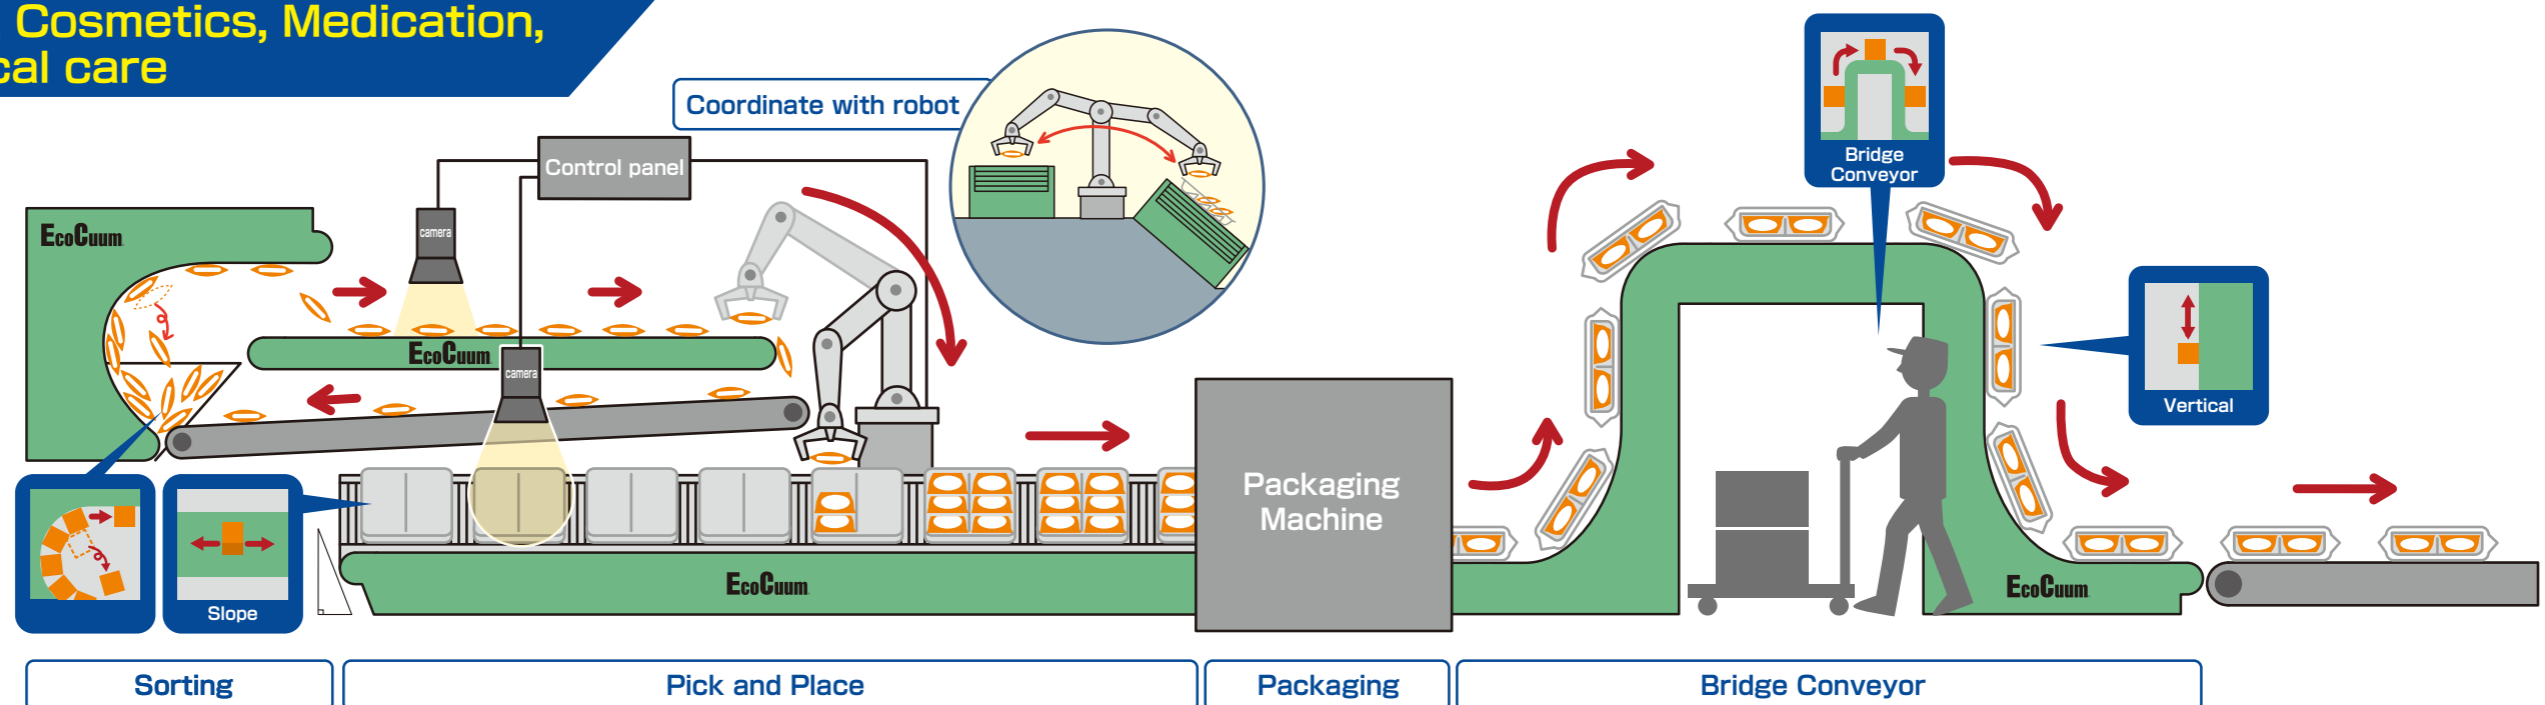 Cosmetics, Medication,
cal care
Coordinate with robot
Control panel
camera
EcoCuum
EcoCuum
camera
Bridge
Conveyor
Vertical
Packaging
Machine
Slope
EcoCuum
EcoCuum
Sorting
Pick and Place
Packaging
Bridge Conveyor